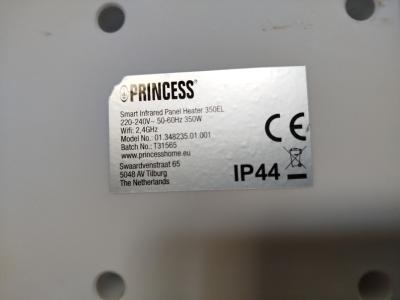 PRINCESS®
Smart Infrared Panel Heater 350EL
220-240V~ 50-60Hz 350W
Wifi: 2,4GHz
Model No.: 01.348235.01.001
Batch No.: T31565
www.princesshome.eu
Swaardvenstraat 65
5048 AV Tilburg
The Netherlands
CE
IP44